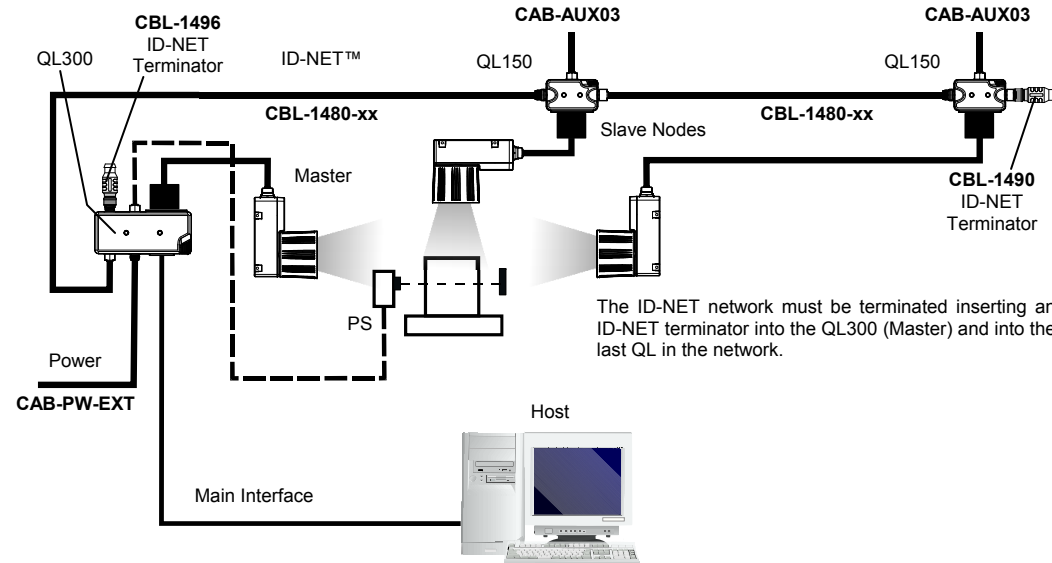 CAB-AUX03
CAB-AUX03
CBL-1496
ID-NET
Terminator
QL300
ID-NET™
QL150
QL150
CBL-1480-xx
CBL-1480-xx
Slave Nodes
Master
CBL-1490
ID-NET
Terminator
PS
The ID-NET network must be terminated inserting an
ID-NET terminator into the QL300 (Master) and into the
last QL in the network.
Power
CAB-PW-EXT
Host
Main Interface